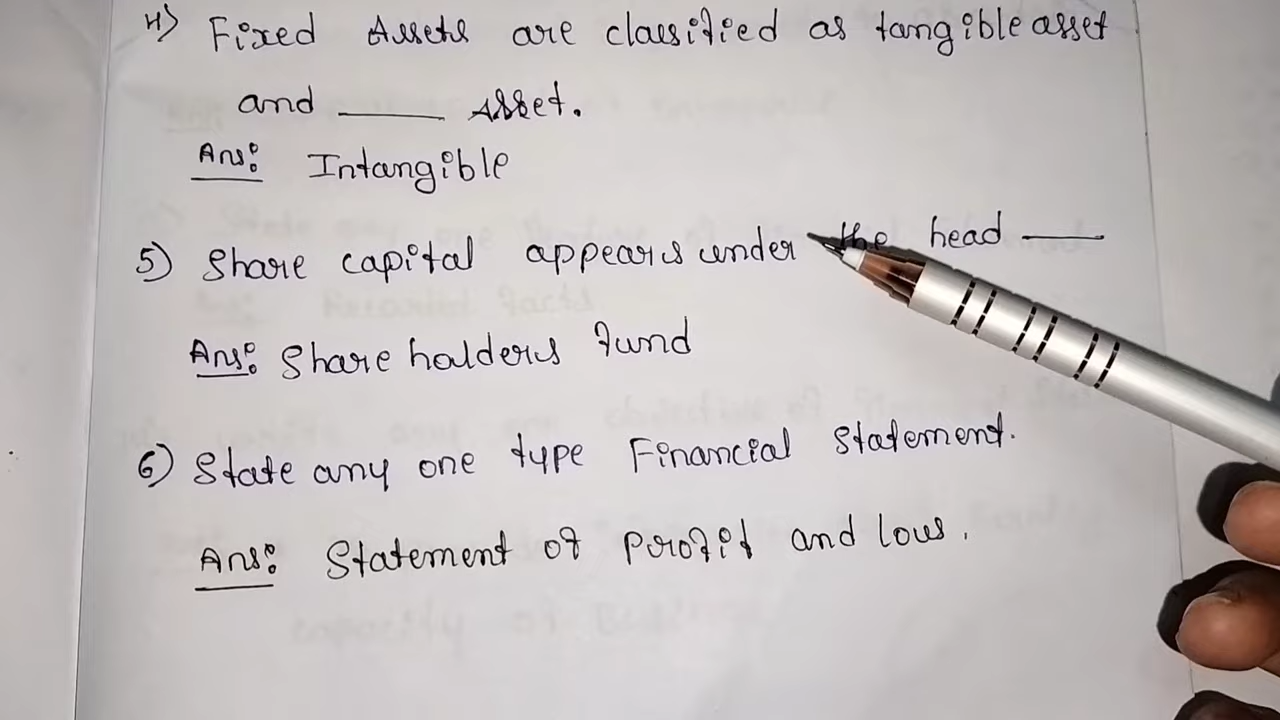 4) Fixed Assets are classified as tangible asset
and ______ Asset.
Ans: Intangible
5) Share capital appears under the head ____
Ans: Share holders fund
6) State any one type Financial Statement.
Ans: Statement of Profit and loss.